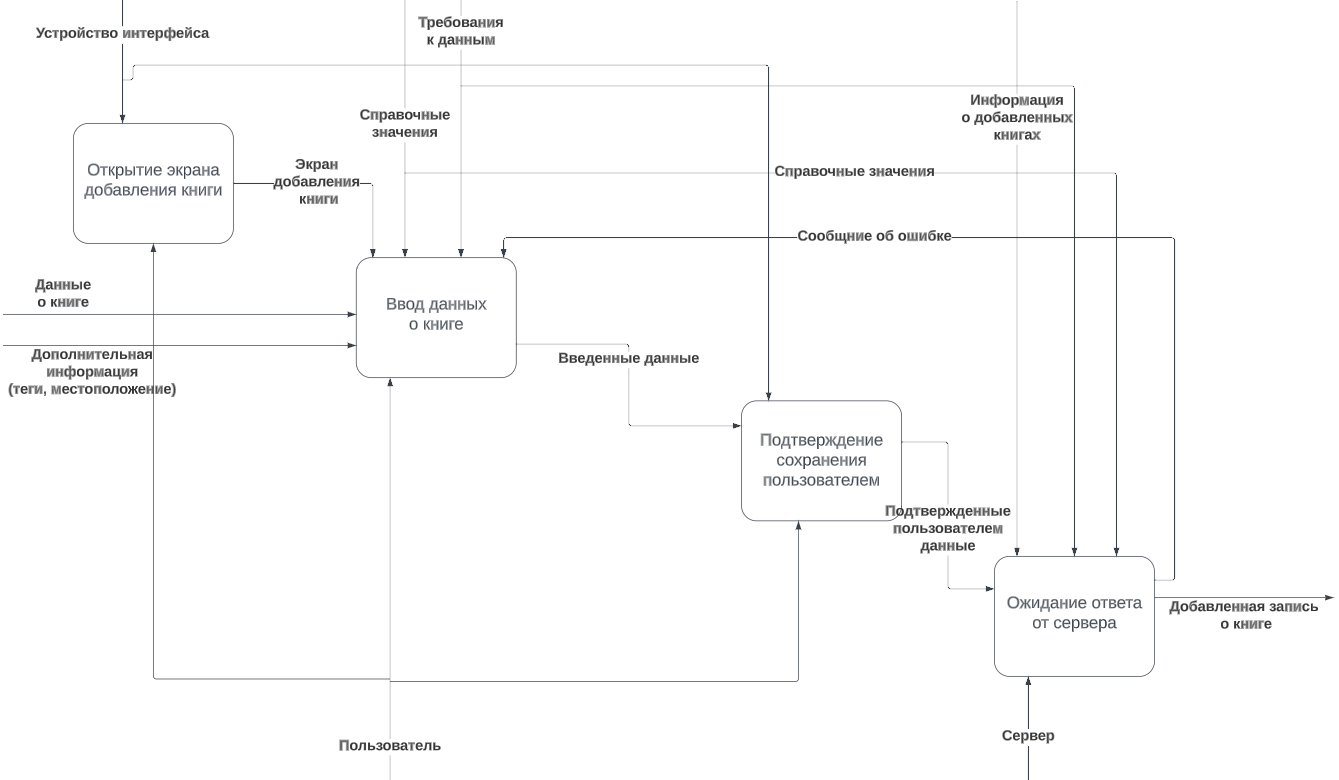 Устройство интерфейса
Требования
к данным
Информация
о добавленных
книгах
Справочные
значения
Открытие экрана
добавления книги
Экран
добавления
книги
Справочные значения
Сообщние об ошибке
Данные
о книге
Ввод данных
о книге
Дополнительная
информация
(теги, местоположение)
Введенные данные
Подтверждение
сохранения
пользователем
Подтвержденные
пользователем
данные
Ожидание ответа
от сервера
Добавленная запись
о книге
Сервер
Пользователь